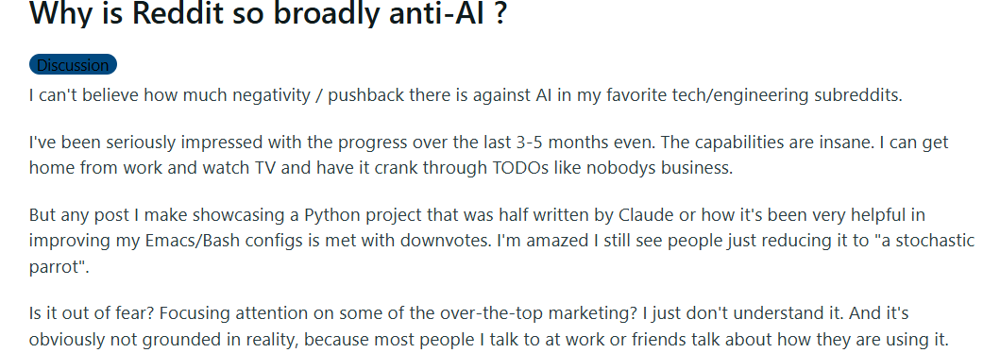 Why is Reddit so broadly anti-AI ?
Discussion
I can't believe how much negativity / pushback there is against AI in my favorite tech/engineering subreddits.
I've been seriously impressed with the progress over the last 3-5 months even. The capabilities are insane. I can get
home from work and watch TV and have it crank through TODOs like nobodys business.
But any post I make showcasing a Python project that was half written by Claude or how it's been very helpful in
improving my Emacs/Bash configs is met with downvotes. I'm amazed I still see people just reducing it to "a stochastic
parrot".
Is it out of fear? Focusing attention on some of the over-the-top marketing? I just don't understand it. And it's
obviously not grounded in reality, because most people I talk to at work or friends talk about how they are using it.